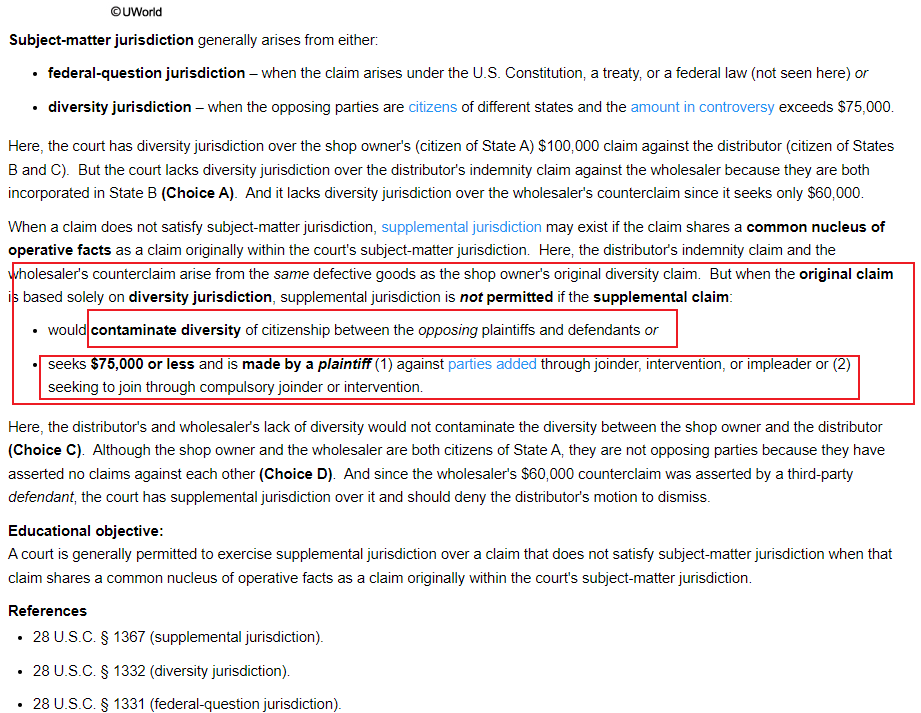 ©UWorld
Subject-matter jurisdiction generally arises from either:
• federal-question jurisdiction – when the claim arises under the U.S. Constitution, a treaty, or a federal law (not seen here) or
• diversity jurisdiction – when the opposing parties are citizens of different states and the amount in controversy exceeds $75,000.
Here, the court has diversity jurisdiction over the shop owner's (citizen of State A) $100,000 claim against the distributor (citizen of States
B and C).  But the court lacks diversity jurisdiction over the distributor's indemnity claim against the wholesaler because they are both
incorporated in State B (Choice A).  And it lacks diversity jurisdiction over the wholesaler's counterclaim since it seeks only $60,000.
When a claim does not satisfy subject-matter jurisdiction, supplemental jurisdiction may exist if the claim shares a common nucleus of
operative facts as a claim originally within the court's subject-matter jurisdiction.  Here, the distributor's indemnity claim and the
wholesaler's counterclaim arise from the same defective goods as the shop owner's original diversity claim.  But when the original claim
is based solely on diversity jurisdiction, supplemental jurisdiction is not permitted if the supplemental claim:
• would contaminate diversity of citizenship between the opposing plaintiffs and defendants or
• seeks $75,000 or less and is made by a plaintiff (1) against parties added through joinder, intervention, or impleader or (2)
seeking to join through compulsory joinder or intervention.
Here, the distributor's and wholesaler's lack of diversity would not contaminate the diversity between the shop owner and the distributor
(Choice C).  Although the shop owner and the wholesaler are both citizens of State A, they are not opposing parties because they have
asserted no claims against each other (Choice D).  And since the wholesaler's $60,000 counterclaim was asserted by a third-party
defendant, the court has supplemental jurisdiction over it and should deny the distributor's motion to dismiss.
Educational objective:
A court is generally permitted to exercise supplemental jurisdiction over a claim that does not satisfy subject-matter jurisdiction when that
claim shares a common nucleus of operative facts as a claim originally within the court's subject-matter jurisdiction.
References
• 28 U.S.C. § 1367 (supplemental jurisdiction).
• 28 U.S.C. § 1332 (diversity jurisdiction).
• 28 U.S.C. § 1331 (federal-question jurisdiction).